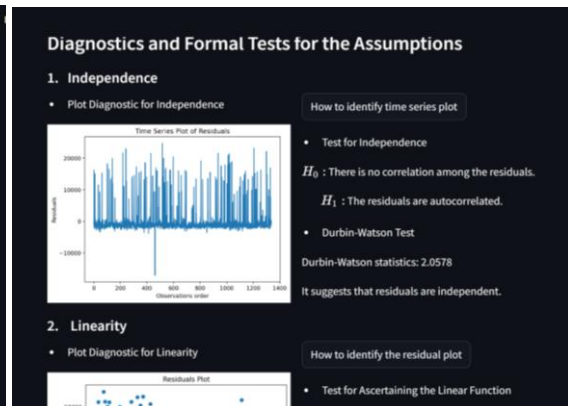 Diagnostics and Formal Tests for the Assumptions
1. Independence
• Plot Diagnostic for Independence
Time Series Plot of Residuals
Residuals
20000
10000
0
−10000
0 200 400 600 800 1000 1200 1400
Observations order
How to identify time series plot
• Test for Independence
H₀ : There is no correlation among the residuals.
H₁ : The residuals are autocorrelated.
• Durbin-Watson Test
Durbin-Watson statistics: 2.0578
It suggests that residuals are independent.
2. Linearity
• Plot Diagnostic for Linearity
Residuals Plot
How to identify the residual plot
• Test for Ascertaining the Linear Function